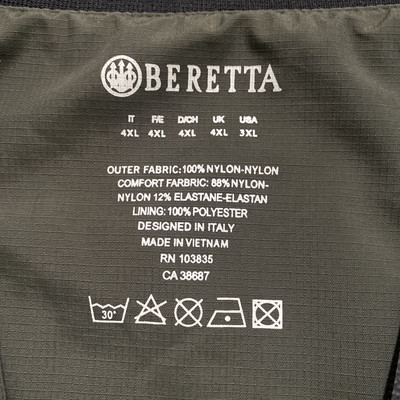 BERETTA
IT F/E D/CH UK USA
4XL 4XL 4XL 4XL 3XL
OUTER FABRIC:100% NYLON-NYLON
COMFORT FARBRIC: 88% NYLON-
NYLON 12% ELASTANE-ELASTAN
LINING: 100% POLYESTER
DESIGNED IN ITALY
MADE IN VIETNAM
RN 103835
CA 38687
30°